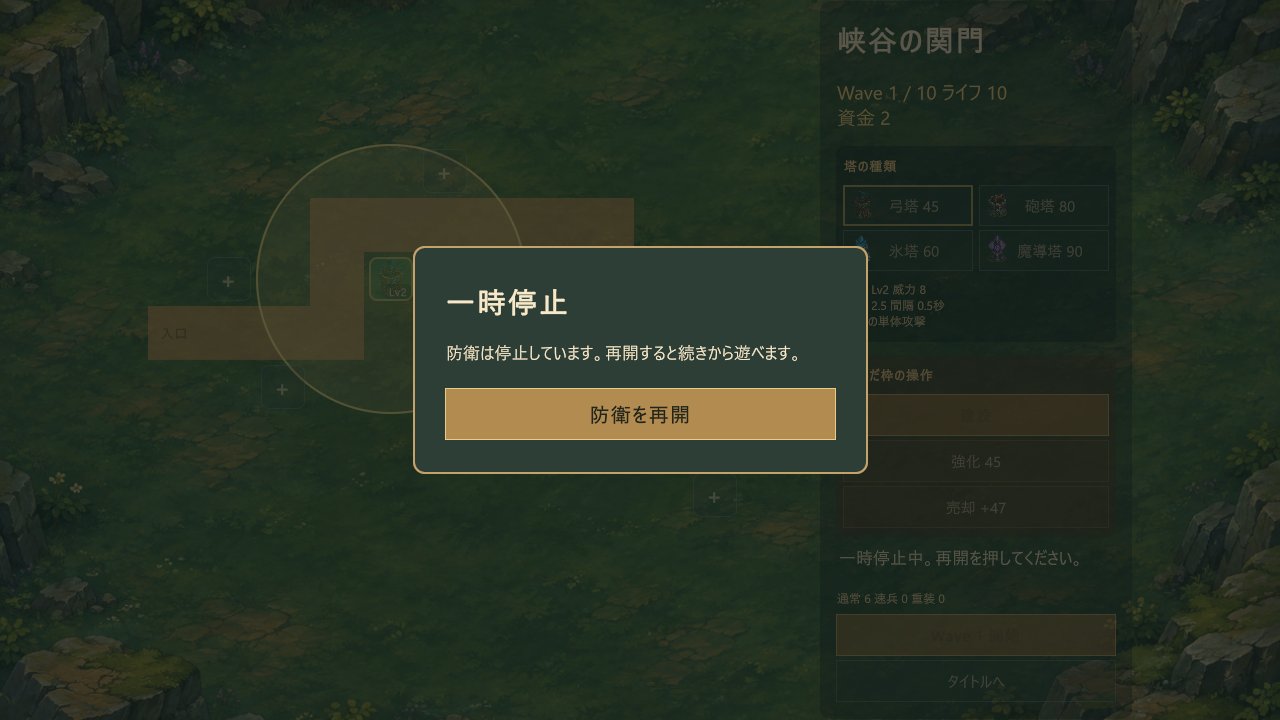 峡谷の関門
Wave 1 / 10 ライフ 10
資金 2
塔の種類
弓塔 45
砲塔 80
氷塔 60
魔導塔 90
Lv2 威力 8
2.5 間隔 0.5秒
の単体攻撃
だ枠の操作
建設
強化 45
売却 +47
一時停止中。再開を押してください。
通常 6 速兵 0 重装 0
Wave 1 開始
タイトルへ
入口
+
+
+
+
Lv2
一時停止
防衛は停止しています。再開すると続きから遊べます。
防衛を再開